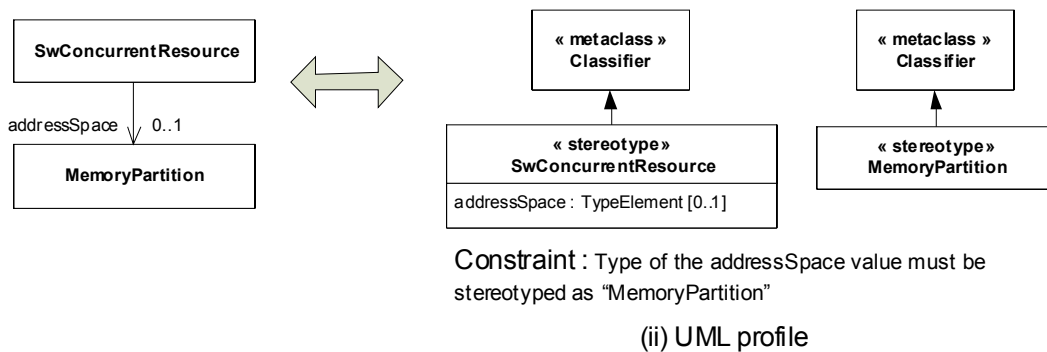 SwConcurrentResource
addressSpace 0..1
MemoryPartition
« metaclass »
Classifier
« stereotype »
SwConcurrentResource
addressSpace : TypeElement [0..1]
« metaclass »
Classifier
« stereotype »
MemoryPartition
Constraint : Type of the addressSpace value must be
stereotyped as “MemoryPartition”
(ii) UML profile